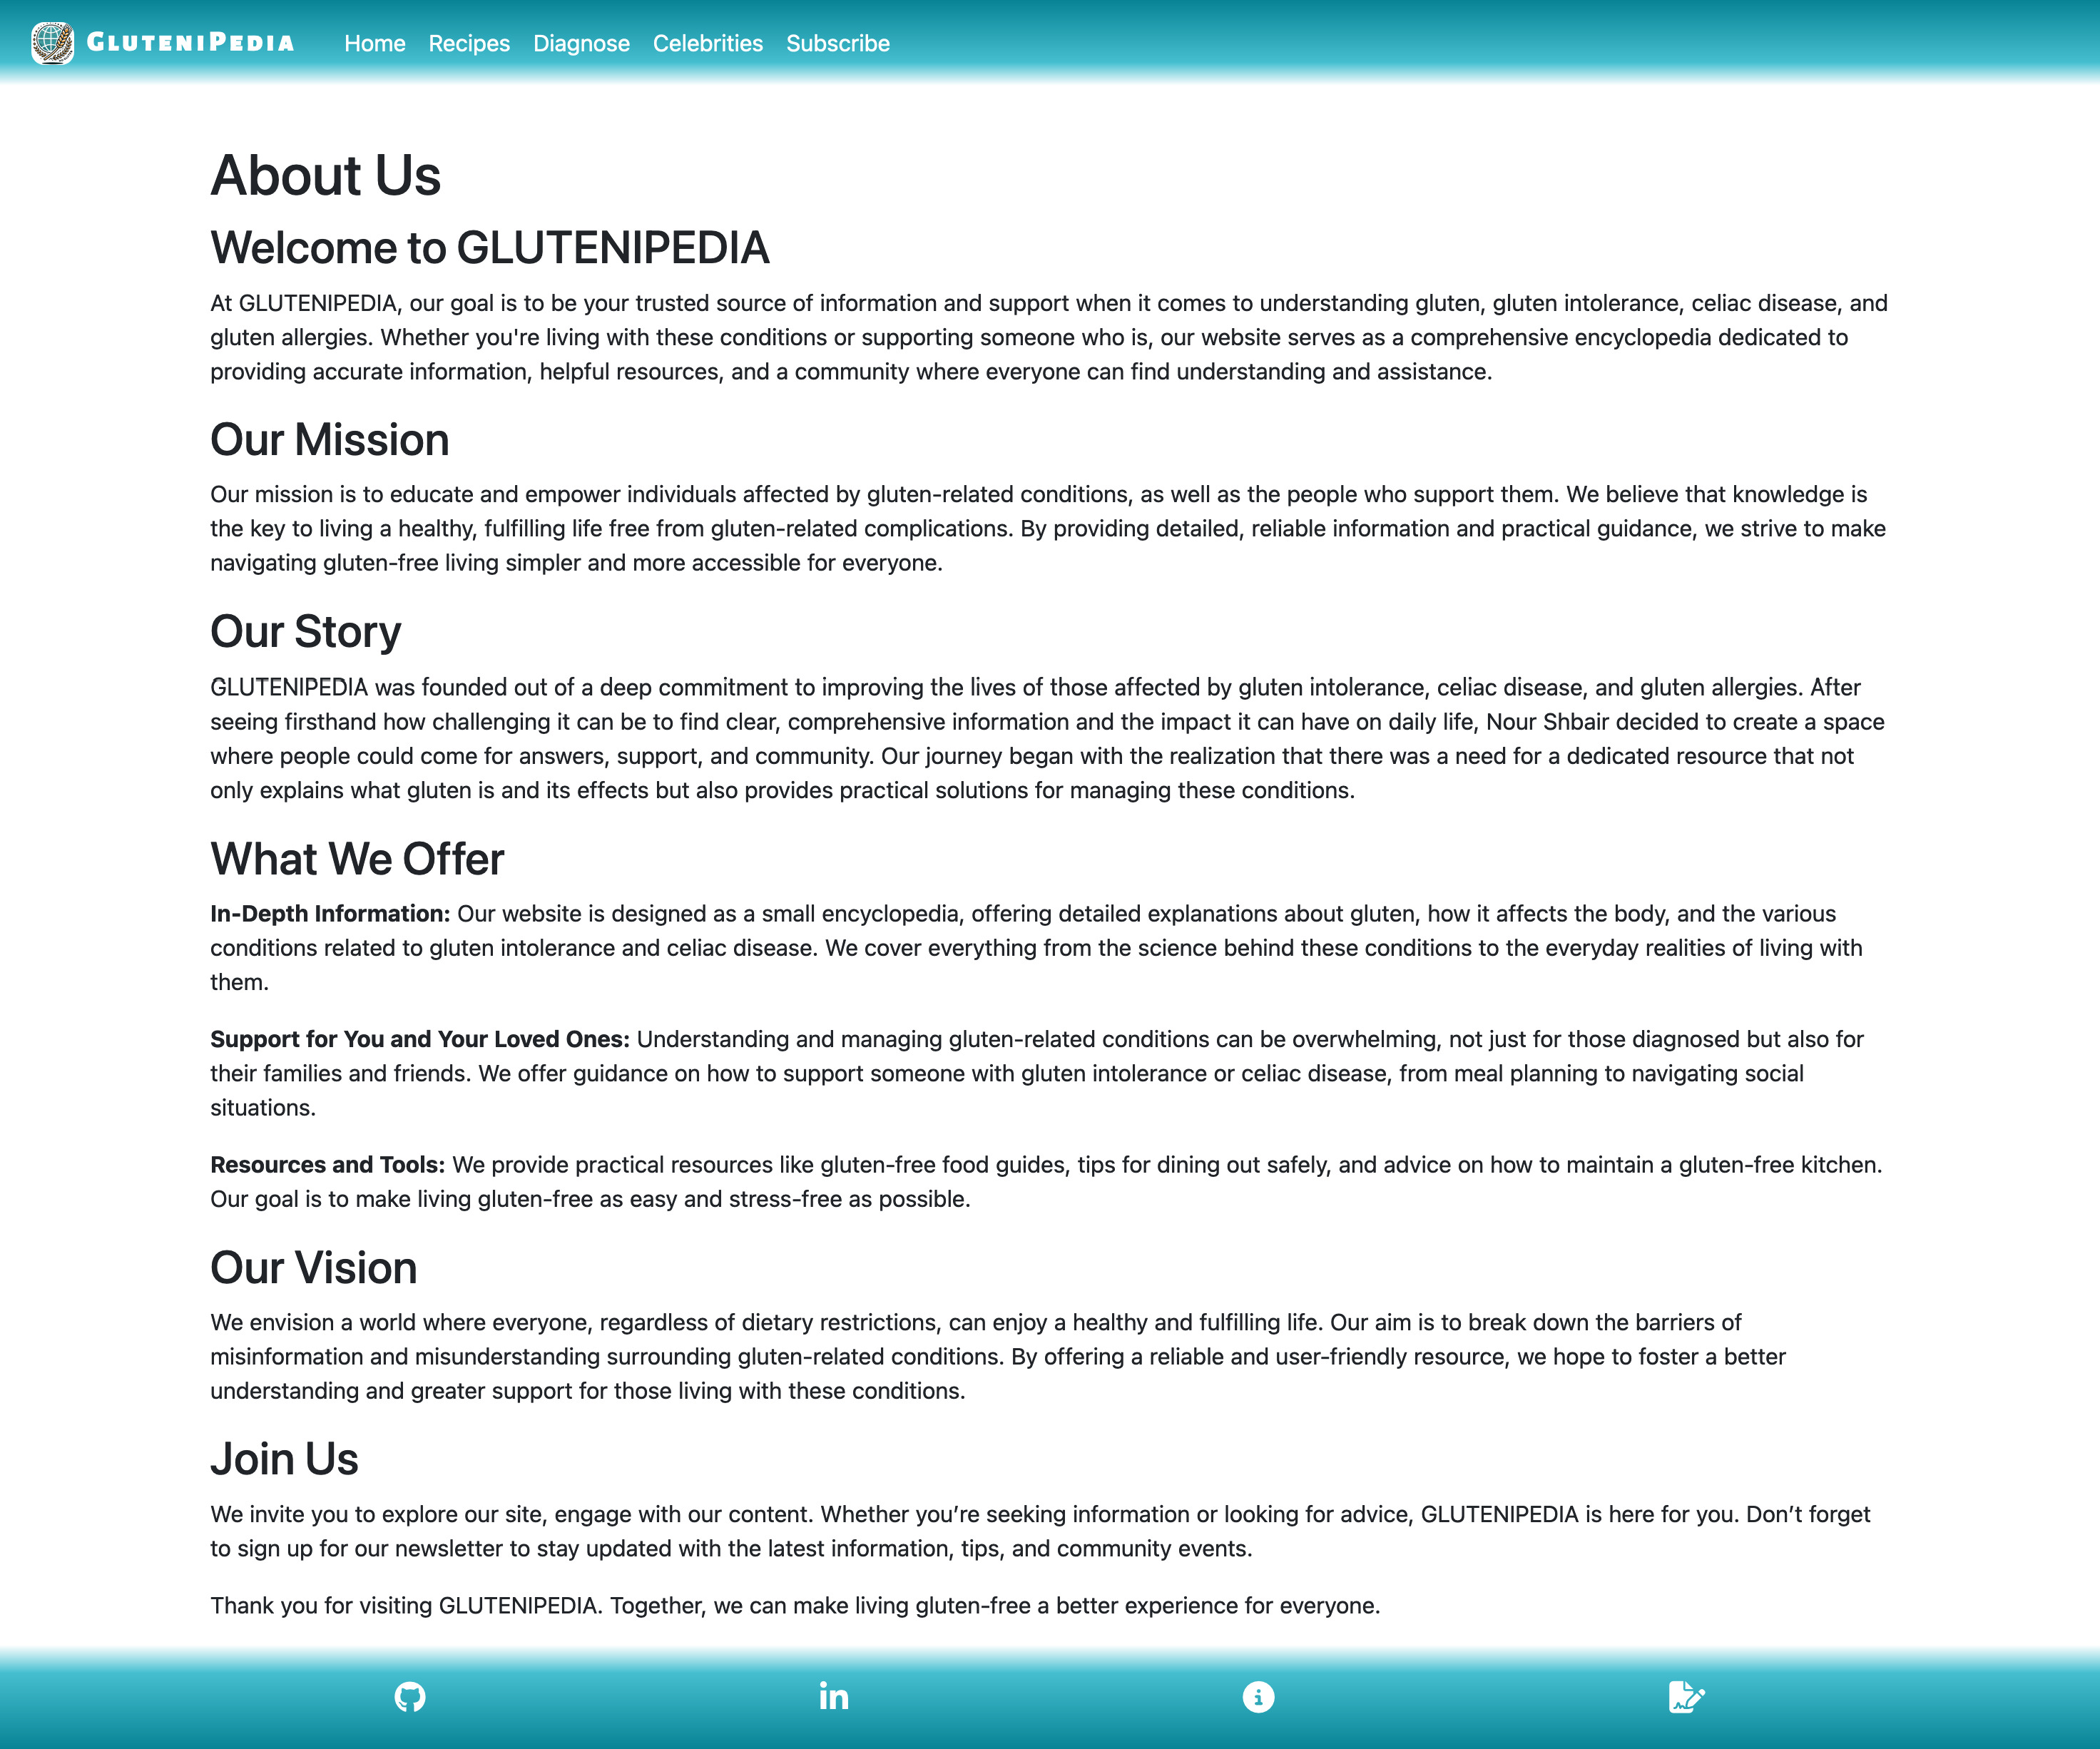 GLUTENIPEDIA
Home Recipes Diagnose Celebrities Subscribe
About Us
Welcome to GLUTENIPEDIA
At GLUTENIPEDIA, our goal is to be your trusted source of information and support when it comes to understanding gluten, gluten intolerance, celiac disease, and
gluten allergies. Whether you're living with these conditions or supporting someone who is, our website serves as a comprehensive encyclopedia dedicated to
providing accurate information, helpful resources, and a community where everyone can find understanding and assistance.
Our Mission
Our mission is to educate and empower individuals affected by gluten-related conditions, as well as the people who support them. We believe that knowledge is
the key to living a healthy, fulfilling life free from gluten-related complications. By providing detailed, reliable information and practical guidance, we strive to make
navigating gluten-free living simpler and more accessible for everyone.
Our Story
GLUTENIPEDIA was founded out of a deep commitment to improving the lives of those affected by gluten intolerance, celiac disease, and gluten allergies. After
seeing firsthand how challenging it can be to find clear, comprehensive information and the impact it can have on daily life, Nour Shbair decided to create a space
where people could come for answers, support, and community. Our journey began with the realization that there was a need for a dedicated resource that not
only explains what gluten is and its effects but also provides practical solutions for managing these conditions.
What We Offer
In-Depth Information: Our website is designed as a small encyclopedia, offering detailed explanations about gluten, how it affects the body, and the various
conditions related to gluten intolerance and celiac disease. We cover everything from the science behind these conditions to the everyday realities of living with
them.
Support for You and Your Loved Ones: Understanding and managing gluten-related conditions can be overwhelming, not just for those diagnosed but also for
their families and friends. We offer guidance on how to support someone with gluten intolerance or celiac disease, from meal planning to navigating social
situations.
Resources and Tools: We provide practical resources like gluten-free food guides, tips for dining out safely, and advice on how to maintain a gluten-free kitchen.
Our goal is to make living gluten-free as easy and stress-free as possible.
Our Vision
We envision a world where everyone, regardless of dietary restrictions, can enjoy a healthy and fulfilling life. Our aim is to break down the barriers of
misinformation and misunderstanding surrounding gluten-related conditions. By offering a reliable and user-friendly resource, we hope to foster a better
understanding and greater support for those living with these conditions.
Join Us
We invite you to explore our site, engage with our content. Whether you’re seeking information or looking for advice, GLUTENIPEDIA is here for you. Don’t forget
to sign up for our newsletter to stay updated with the latest information, tips, and community events.
Thank you for visiting GLUTENIPEDIA. Together, we can make living gluten-free a better experience for everyone.